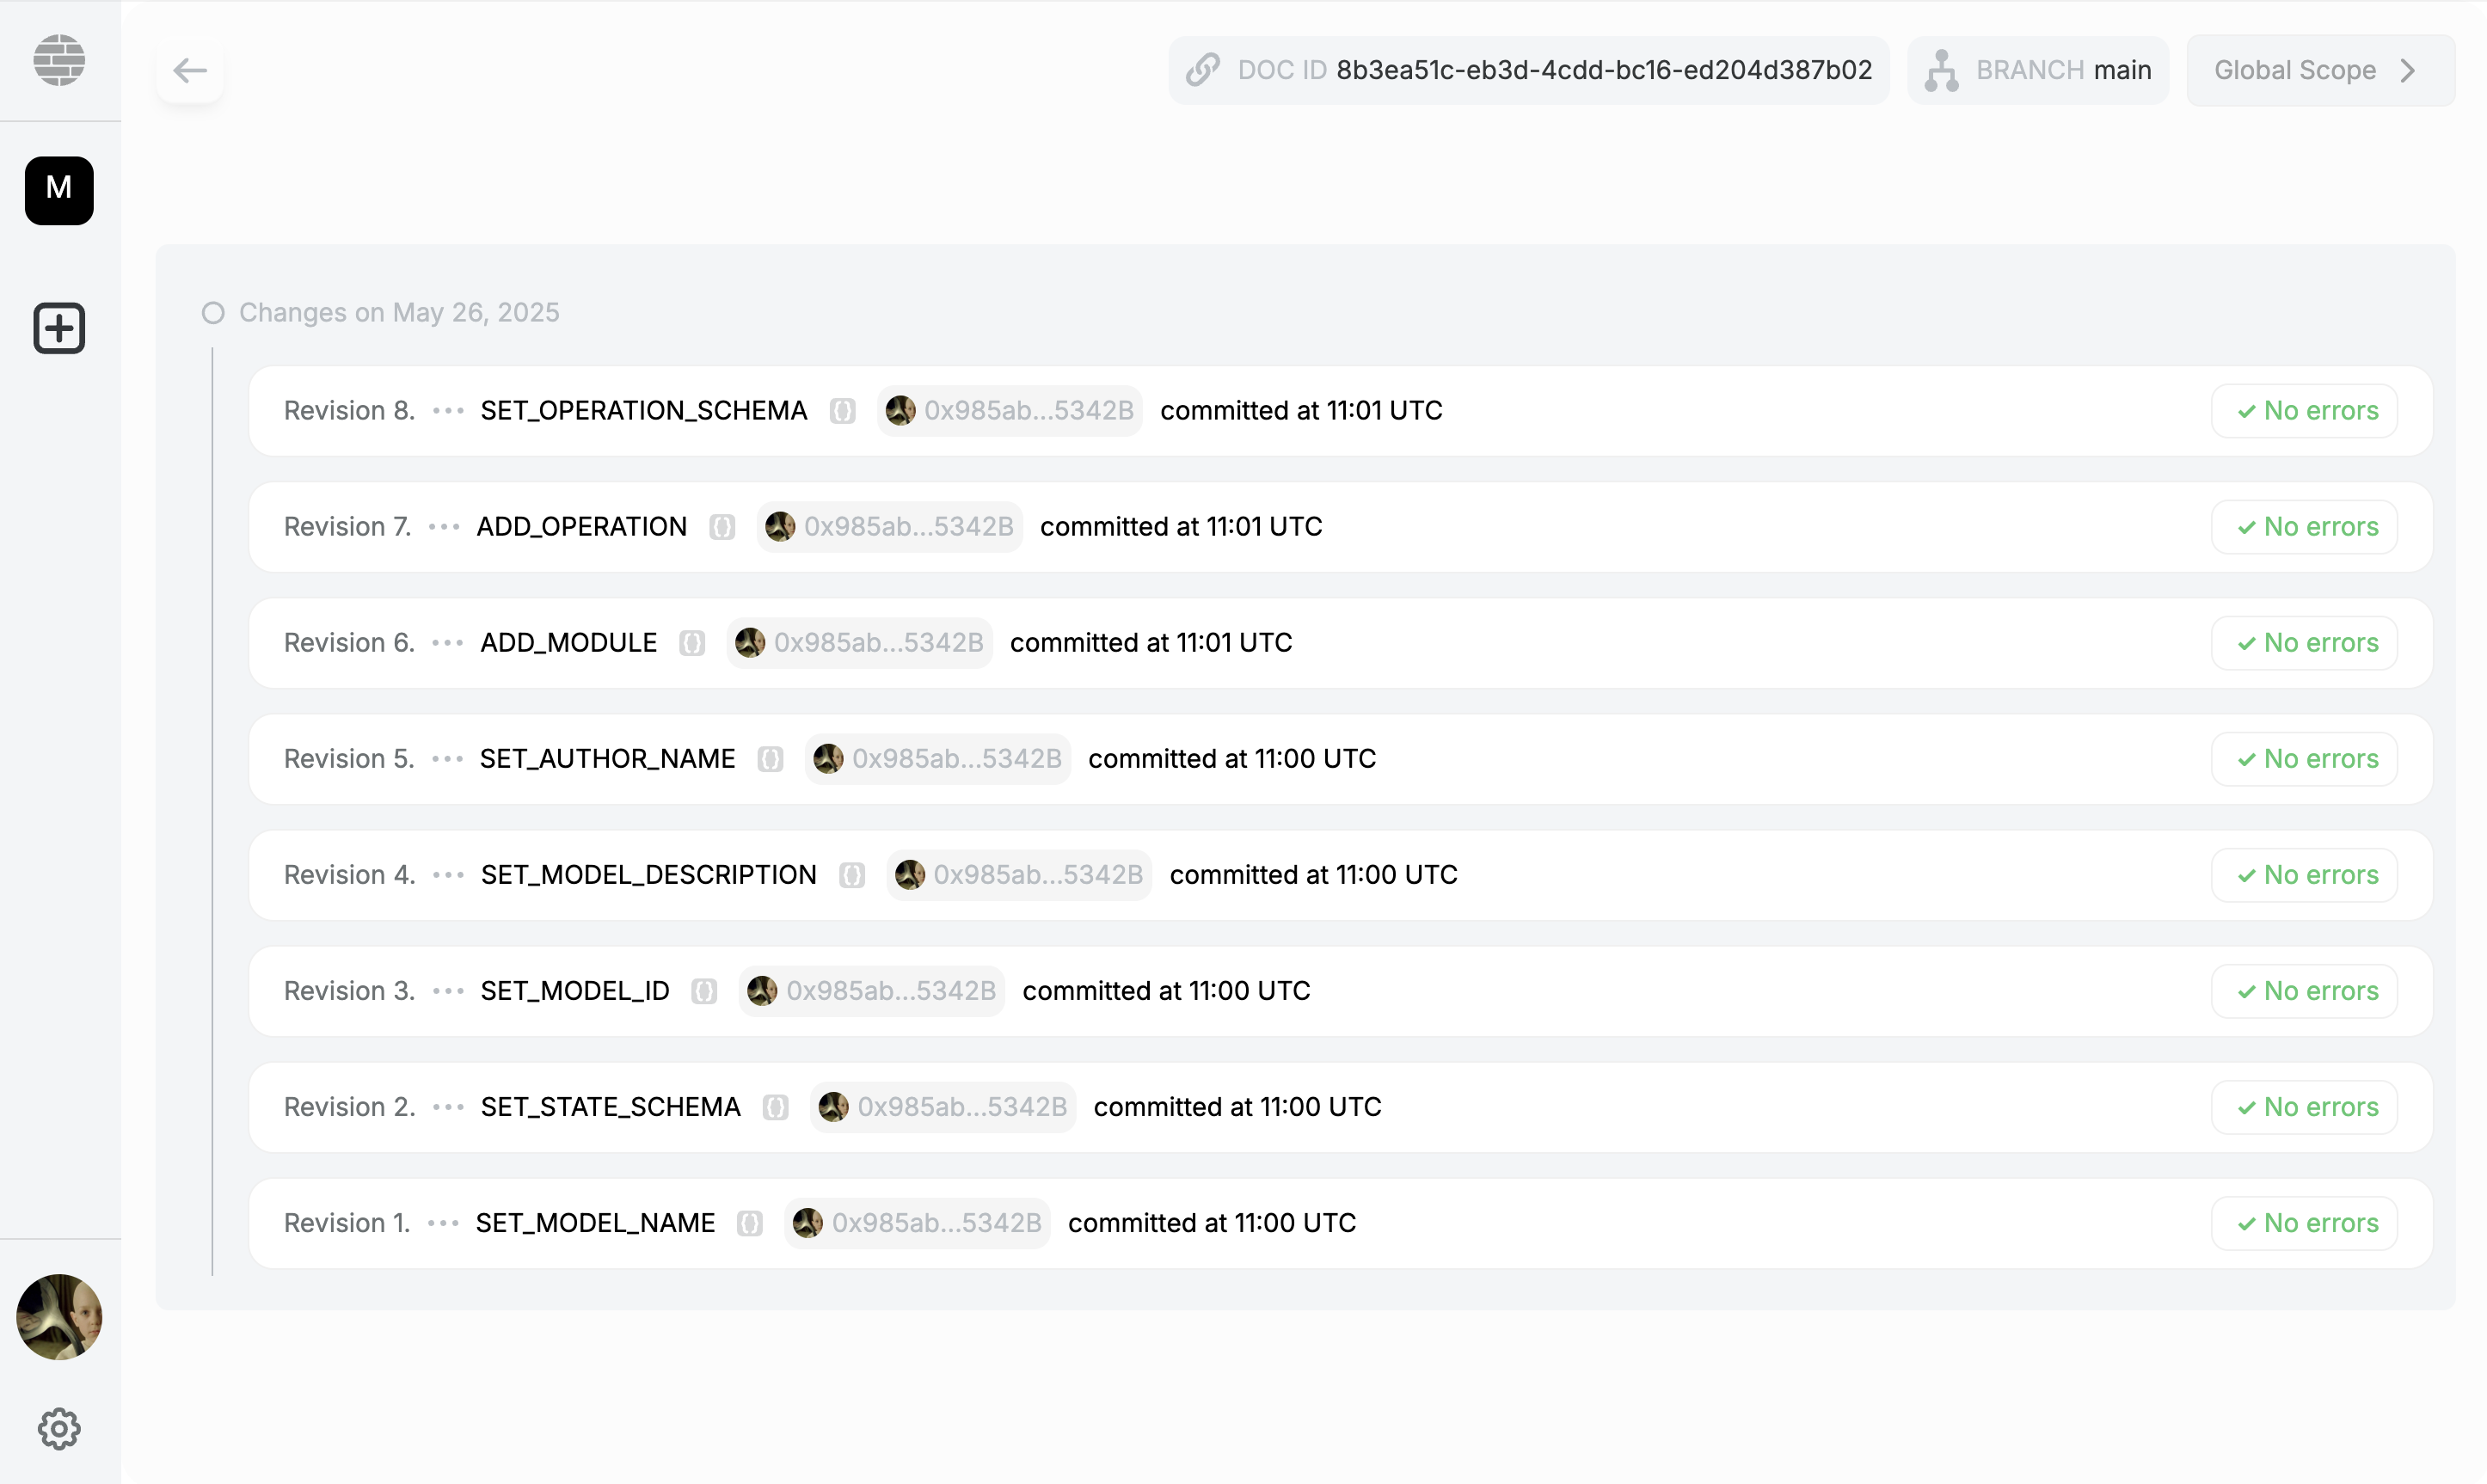 DOC ID 8b3ea51c-eb3d-4cdd-bc16-ed204d387b02 BRANCH main Global Scope
M
Changes on May 26, 2025
Revision 8. SET_OPERATION_SCHEMA 0x985ab...5342B committed at 11:01 UTC No errors
Revision 7. ADD_OPERATION 0x985ab...5342B committed at 11:01 UTC No errors
Revision 6. ADD_MODULE 0x985ab...5342B committed at 11:01 UTC No errors
Revision 5. SET_AUTHOR_NAME 0x985ab...5342B committed at 11:00 UTC No errors
Revision 4. SET_MODEL_DESCRIPTION 0x985ab...5342B committed at 11:00 UTC No errors
Revision 3. SET_MODEL_ID 0x985ab...5342B committed at 11:00 UTC No errors
Revision 2. SET_STATE_SCHEMA 0x985ab...5342B committed at 11:00 UTC No errors
Revision 1. SET_MODEL_NAME 0x985ab...5342B committed at 11:00 UTC No errors